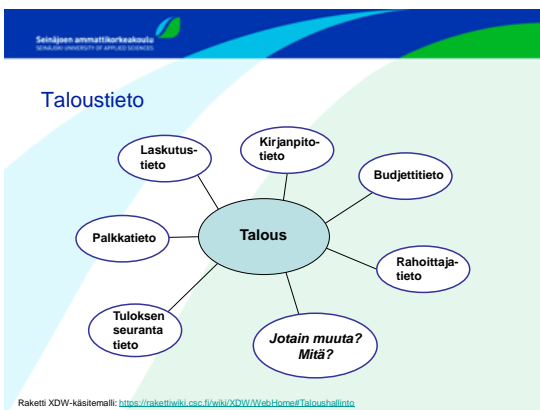 Seinäjoen ammattikorkeakoulu
SEINÄJOKI UNIVERSITY OF APPLIED SCIENCES
Taloustieto
Laskutus-
tieto
Kirjanpito-
tieto
Budjettitieto
Palkkatieto
Talous
Rahoittaja-
tieto
Tuloksen
seuranta
tieto
Jotain muuta?
Mitä?
Raketti XDW-käsitemalli: https://rakettiwiki.csc.fi/wiki/XDW/WebHome#Taloushallinto